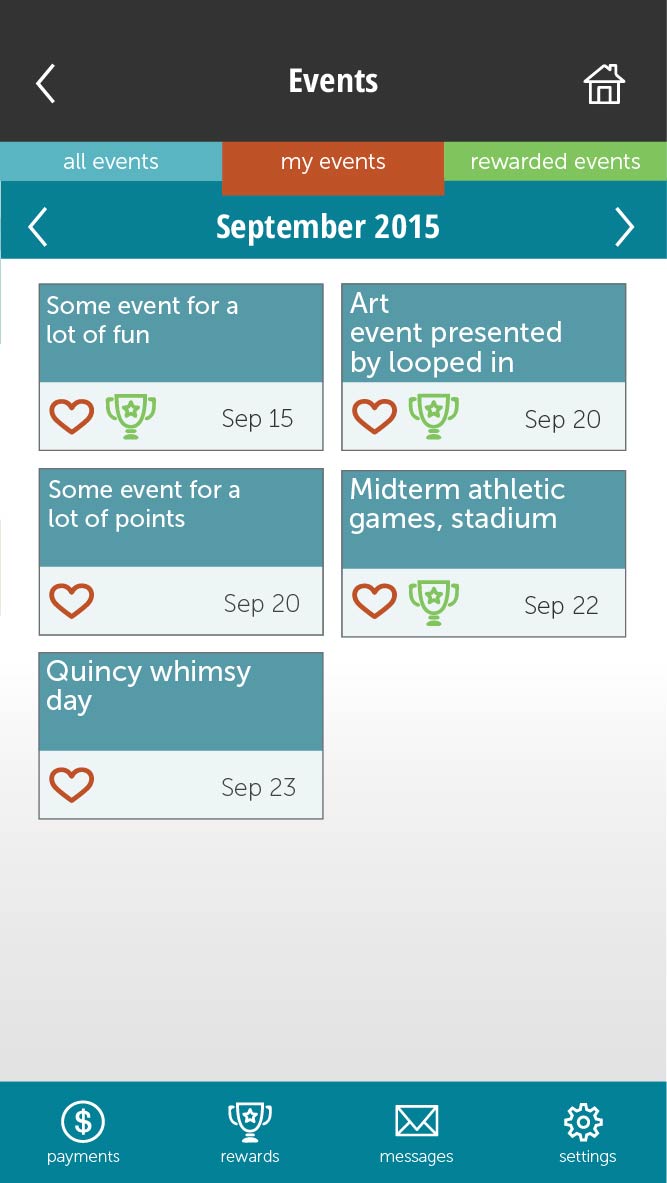 Events
all events
my events
rewarded events
September 2015
Some event for a
lot of fun
Sep 15
Art
event presented
by looped in
Sep 20
Some event for a
lot of points
Sep 20
Midterm athletic
games, stadium
Sep 22
Quincy whimsy
day
Sep 23
$
payments
rewards
messages
settings